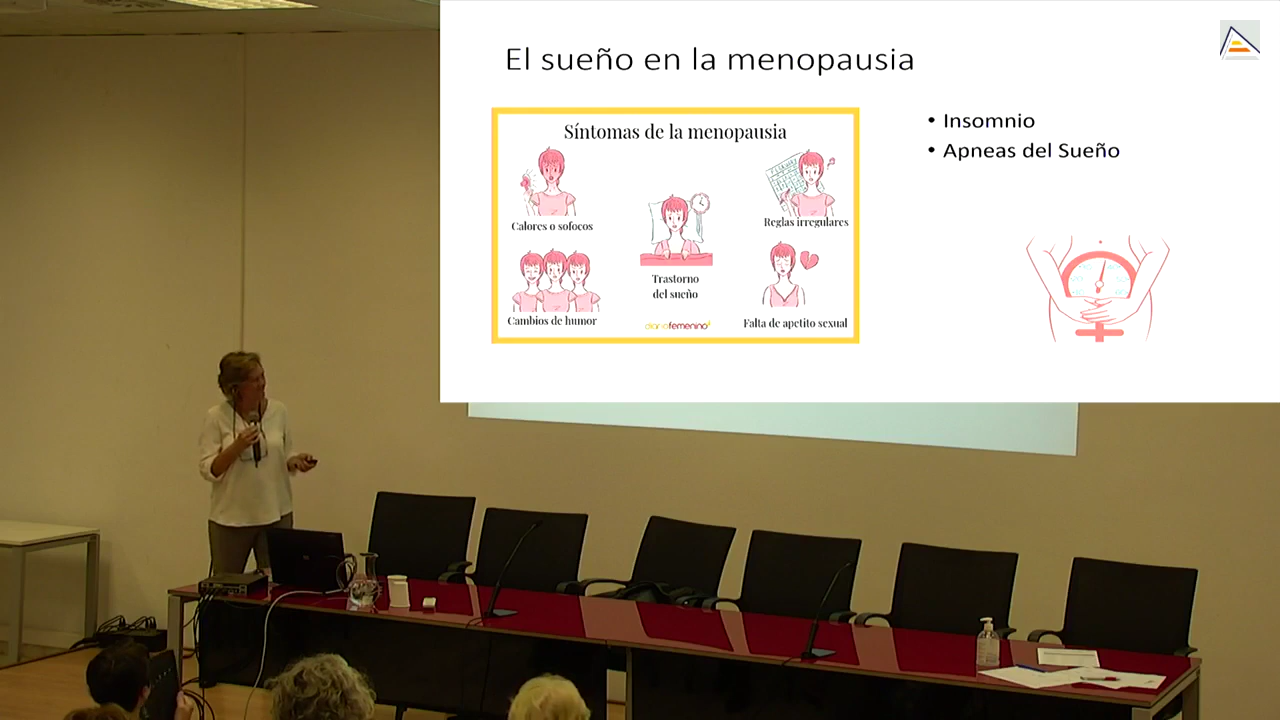 El sueño en la menopausia
Síntomas de la menopausia
Calores o sofocos
Reglas irregulares
Trastorno
del sueño
Cambios de humor
Falta de apetito sexual
diariofemenino
• Insomnio
• Apneas del Sueño